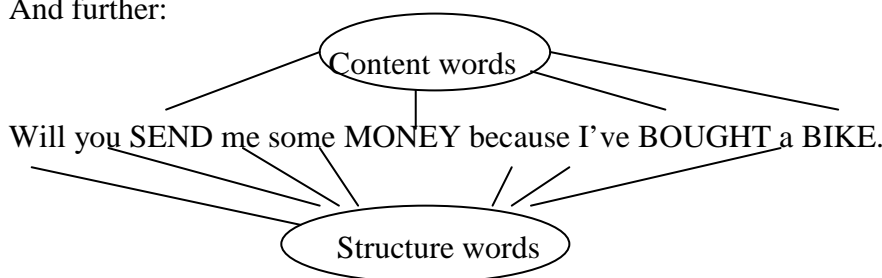 And further:
Content words
Will you SEND me some MONEY because I’ve BOUGHT a BIKE.
Structure words